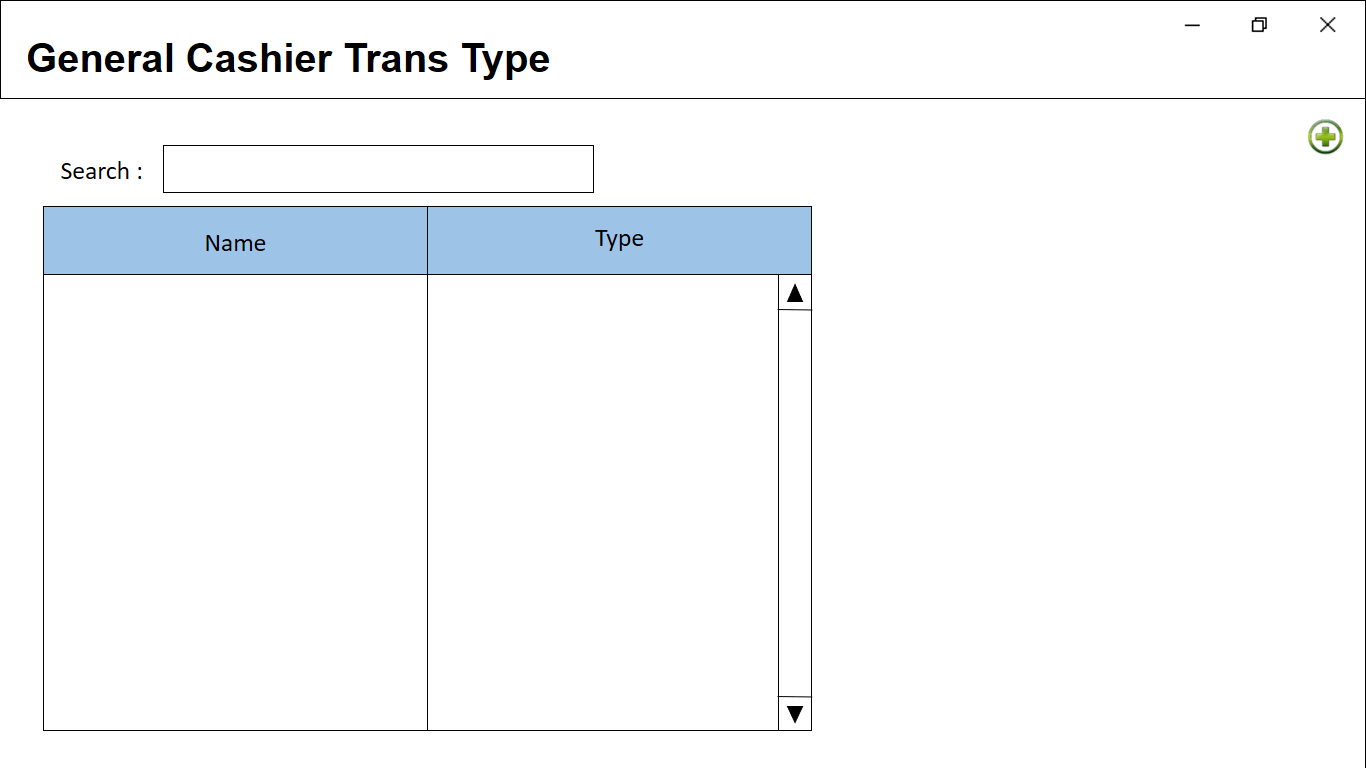 General Cashier Trans Type
Search :
Name
Type